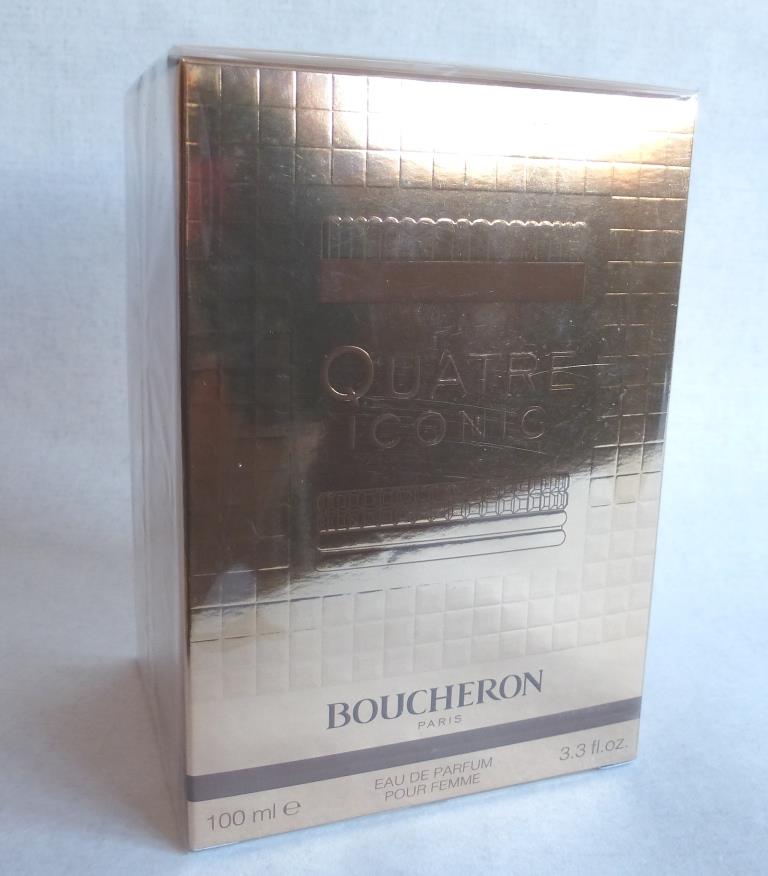 QUATRE
ICONIC
BOUCHERON
PARIS
EAU DE PARFUM
POUR FEMME
100 ml ℮
3.3 fl.oz.